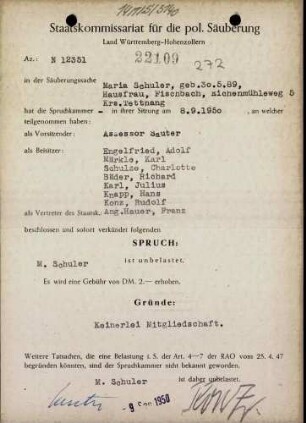 Staatskommissariat für die pol. Säuberung
Land Württemberg-Hohenzollern
Az.: N 12351 22109 272
in der Säuberungssache
Maria Schuler, geb.30.5.89,
Hausfrau, Fischbach, Eichenmühleweg 5
Krs.Tettnang
hat die Spruchkammer - in ihrer Sitzung am 8.9.1950 , an welcher
teilgenommen haben:
als Vorsitzender: Assessor Sauter
als Beisitzer: Engelfried, Adolf
Märkle, Karl
Schulze, Charlotte
Bäder, Richard
Karl, Julius
Knapp, Hans
Konz, Rudolf
als Vertreter des Staatsk. Ang.Hauer, Franz
beschlossen und sofort verkündet folgenden
SPRUCH:
M. Schuler ist unbelastet.
Es wird eine Gebühr von DM. 2.— erhoben.
Gründe:
Keinerlei Mitgliedschaft.
Weitere Tatsachen, die eine Belastung i. S. der Art. 4—7 der RAO vom 25. 4. 47
begründen könnten, sind der Spruchkammer nicht bekannt geworden.
M. Schuler ist daher unbelastet.
9 Sep 1950